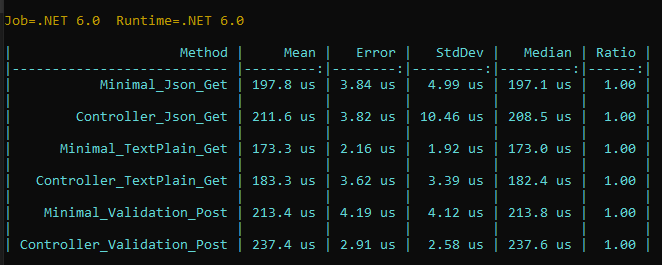 Job=.NET 6.0  Runtime=.NET 6.0
|                     Method |     Mean |   Error |   StdDev |   Median | Ratio |
|--------------------------- |---------:|--------:|---------:|---------:|------:|
|           Minimal_Json_Get | 197.8 us | 3.84 us |  4.99 us | 197.1 us |  1.00 |
|                            |          |         |          |          |       |
|        Controller_Json_Get | 211.6 us | 3.82 us | 10.46 us | 208.5 us |  1.00 |
|                            |          |         |          |          |       |
|      Minimal_TextPlain_Get | 173.3 us | 2.16 us |  1.92 us | 173.0 us |  1.00 |
|                            |          |         |          |          |       |
|   Controller_TextPlain_Get | 183.3 us | 3.62 us |  3.39 us | 182.4 us |  1.00 |
|                            |          |         |          |          |       |
|    Minimal_Validation_Post | 213.4 us | 4.19 us |  4.12 us | 213.8 us |  1.00 |
|                            |          |         |          |          |       |
| Controller_Validation_Post | 237.4 us | 2.91 us |  2.58 us | 237.6 us |  1.00 |